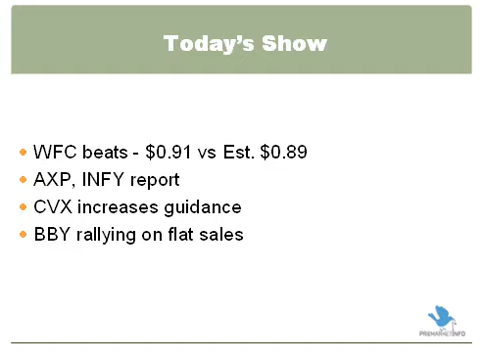 Today's Show
WFC beats - $0.91 vs Est. $0.89
AXP, INFY report
CVX increases guidance
BBY rallying on flat sales
PREMARKETINFO